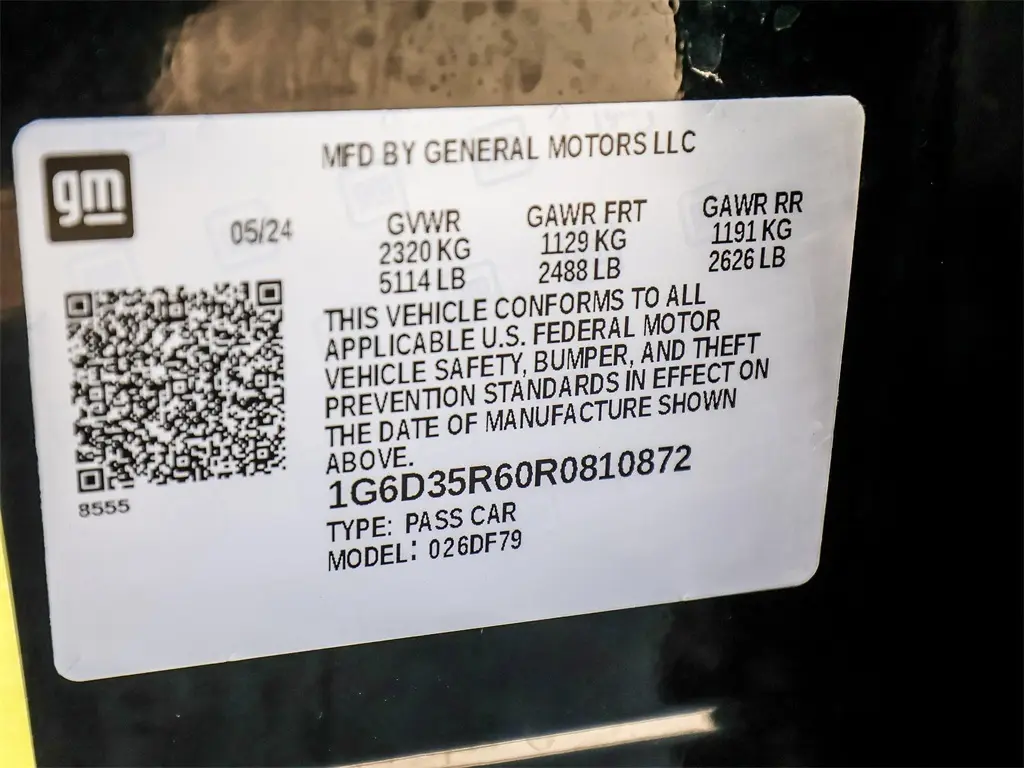 gm
MFD BY GENERAL MOTORS LLC
05/24
GVWR
2320 KG
5114 LB
GAWR FRT
1129 KG
2488 LB
GAWR RR
1191 KG
2626 LB
THIS VEHICLE CONFORMS TO ALL
APPLICABLE U.S. FEDERAL MOTOR
VEHICLE SAFETY, BUMPER, AND THEFT
PREVENTION STANDARDS IN EFFECT ON
THE DATE OF MANUFACTURE SHOWN
ABOVE.
1G6D35R60R0810872
TYPE: PASS CAR
MODEL: 026DF79
8555